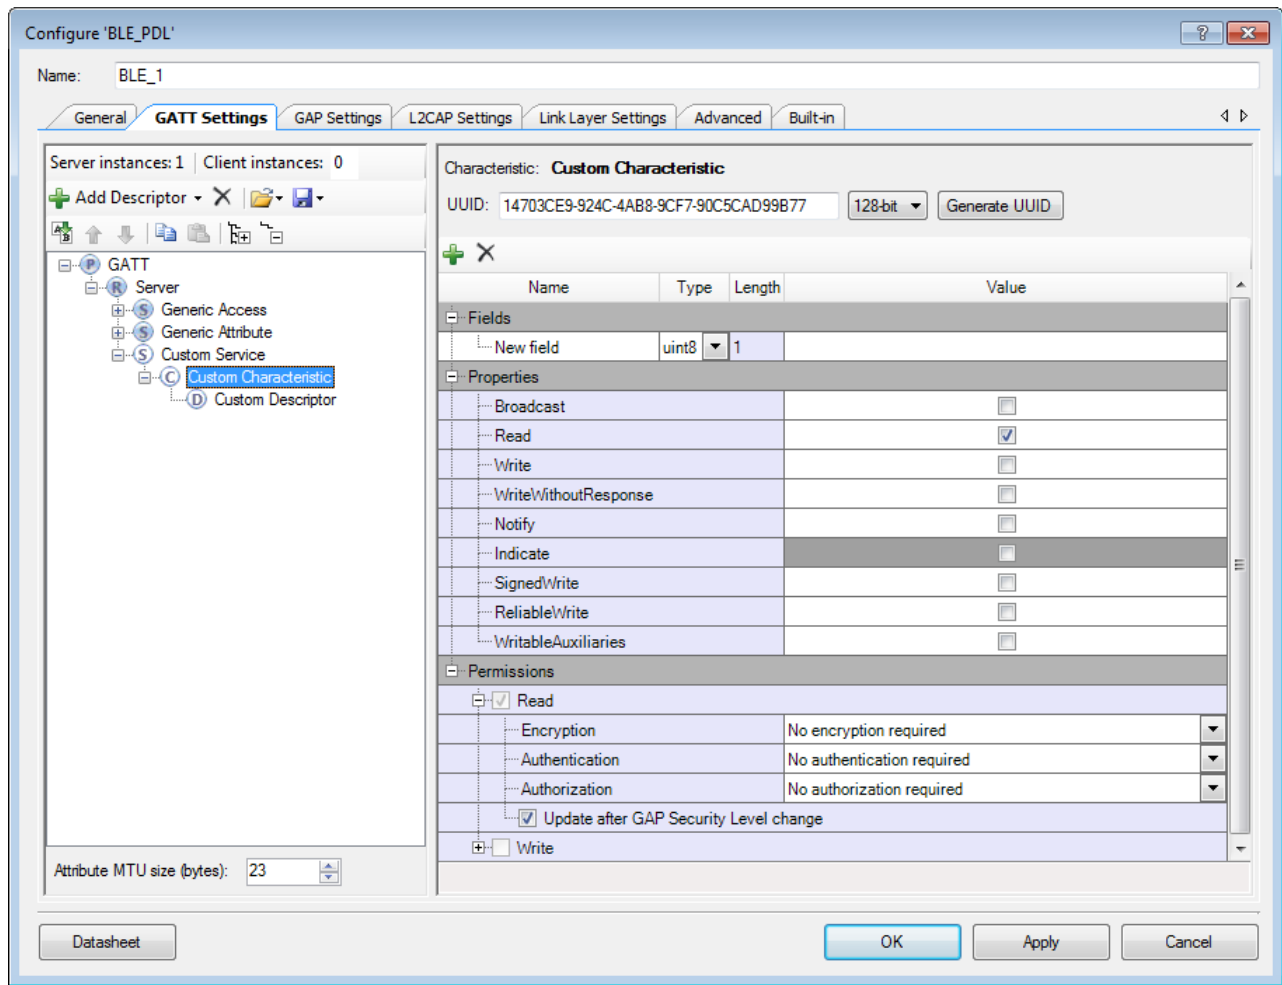 Configure 'BLE_PDL'
Name: BLE_1
General GATT Settings GAP Settings L2CAP Settings Link Layer Settings Advanced Built-in
Server instances: 1 Client instances: 0
Add Descriptor
GATT
Server
Generic Access
Generic Attribute
Custom Service
Custom Characteristic
Custom Descriptor
Attribute MTU size (bytes): 23
Characteristic: Custom Characteristic
UUID: 14703CE9-924C-4AB8-9CF7-90C5CAD99B77 128-bit Generate UUID
Name Type Length Value
Fields
New field uint8 1
Properties
Broadcast
Read
Write
WriteWithoutResponse
Notify
Indicate
SignedWrite
ReliableWrite
WritableAuxiliaries
Permissions
Read
Encryption No encryption required
Authentication No authentication required
Authorization No authorization required
Update after GAP Security Level change
Write
Datasheet OK Apply Cancel